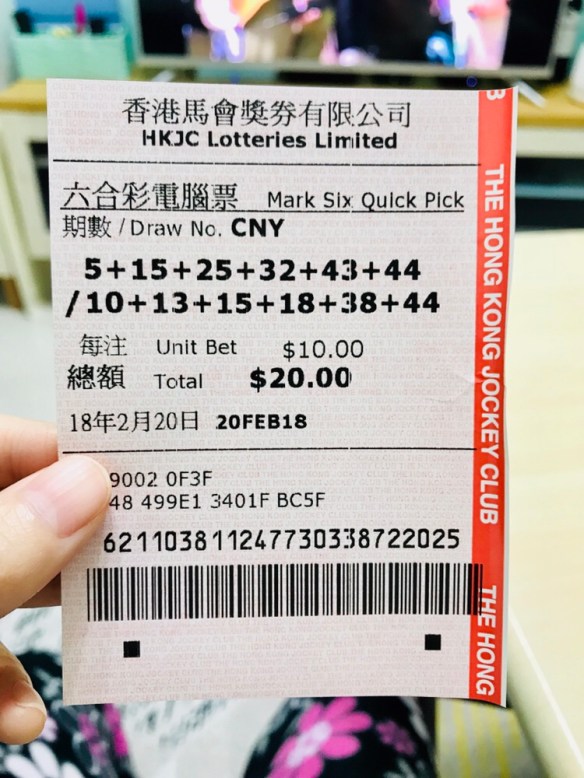 香港馬會獎券有限公司
HKJC Lotteries Limited
六合彩電腦票 Mark Six Quick Pick
期數/Draw No. CNY
5+15+25+32+43+44
/10+13+15+18+38+44
每注 Unit Bet $10.00
總額 Total $20.00
18年2月20日 20FEB18
9002 0F3F
48 499E1 3401F BC5F
62110381124773033872202​5
B THE HONG KONG JOCKEY CLUB THE HONG